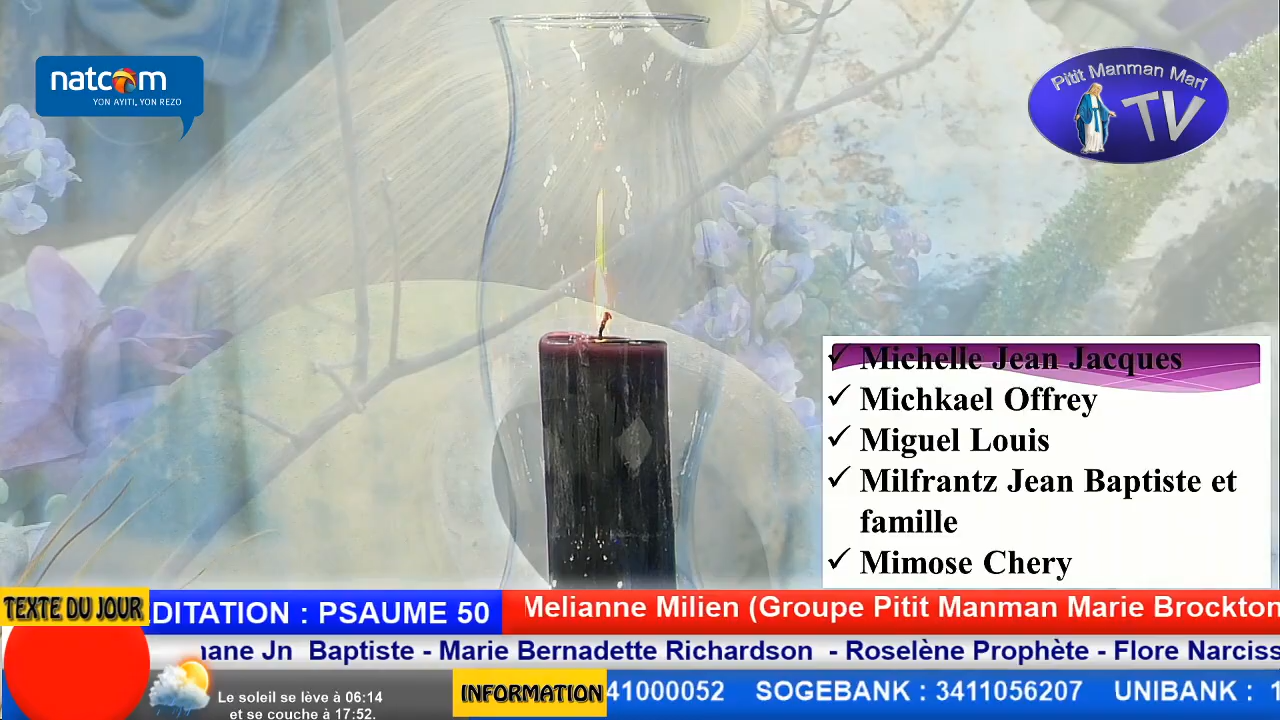 natcom
YON AYITI, YON REZO
Pitit Manman Mari
TV
✓ Michelle Jean Jacques
✓ Michkael Offrey
✓ Miguel Louis
✓ Milfrantz Jean Baptiste et
famille
✓ Mimose Chery
TEXTE DU JOUR
DITATION : PSAUME 50
Melianne Milien (Groupe Pitit Manman Marie Brockton
ane Jn Baptiste - Marie Bernadette Richardson - Roselène Prophète - Flore Narciss
Le soleil se lève à 06:14
et se couche à 17:52.
INFORMATION
41000052 SOGEBANK : 3411056207 UNIBANK : 1